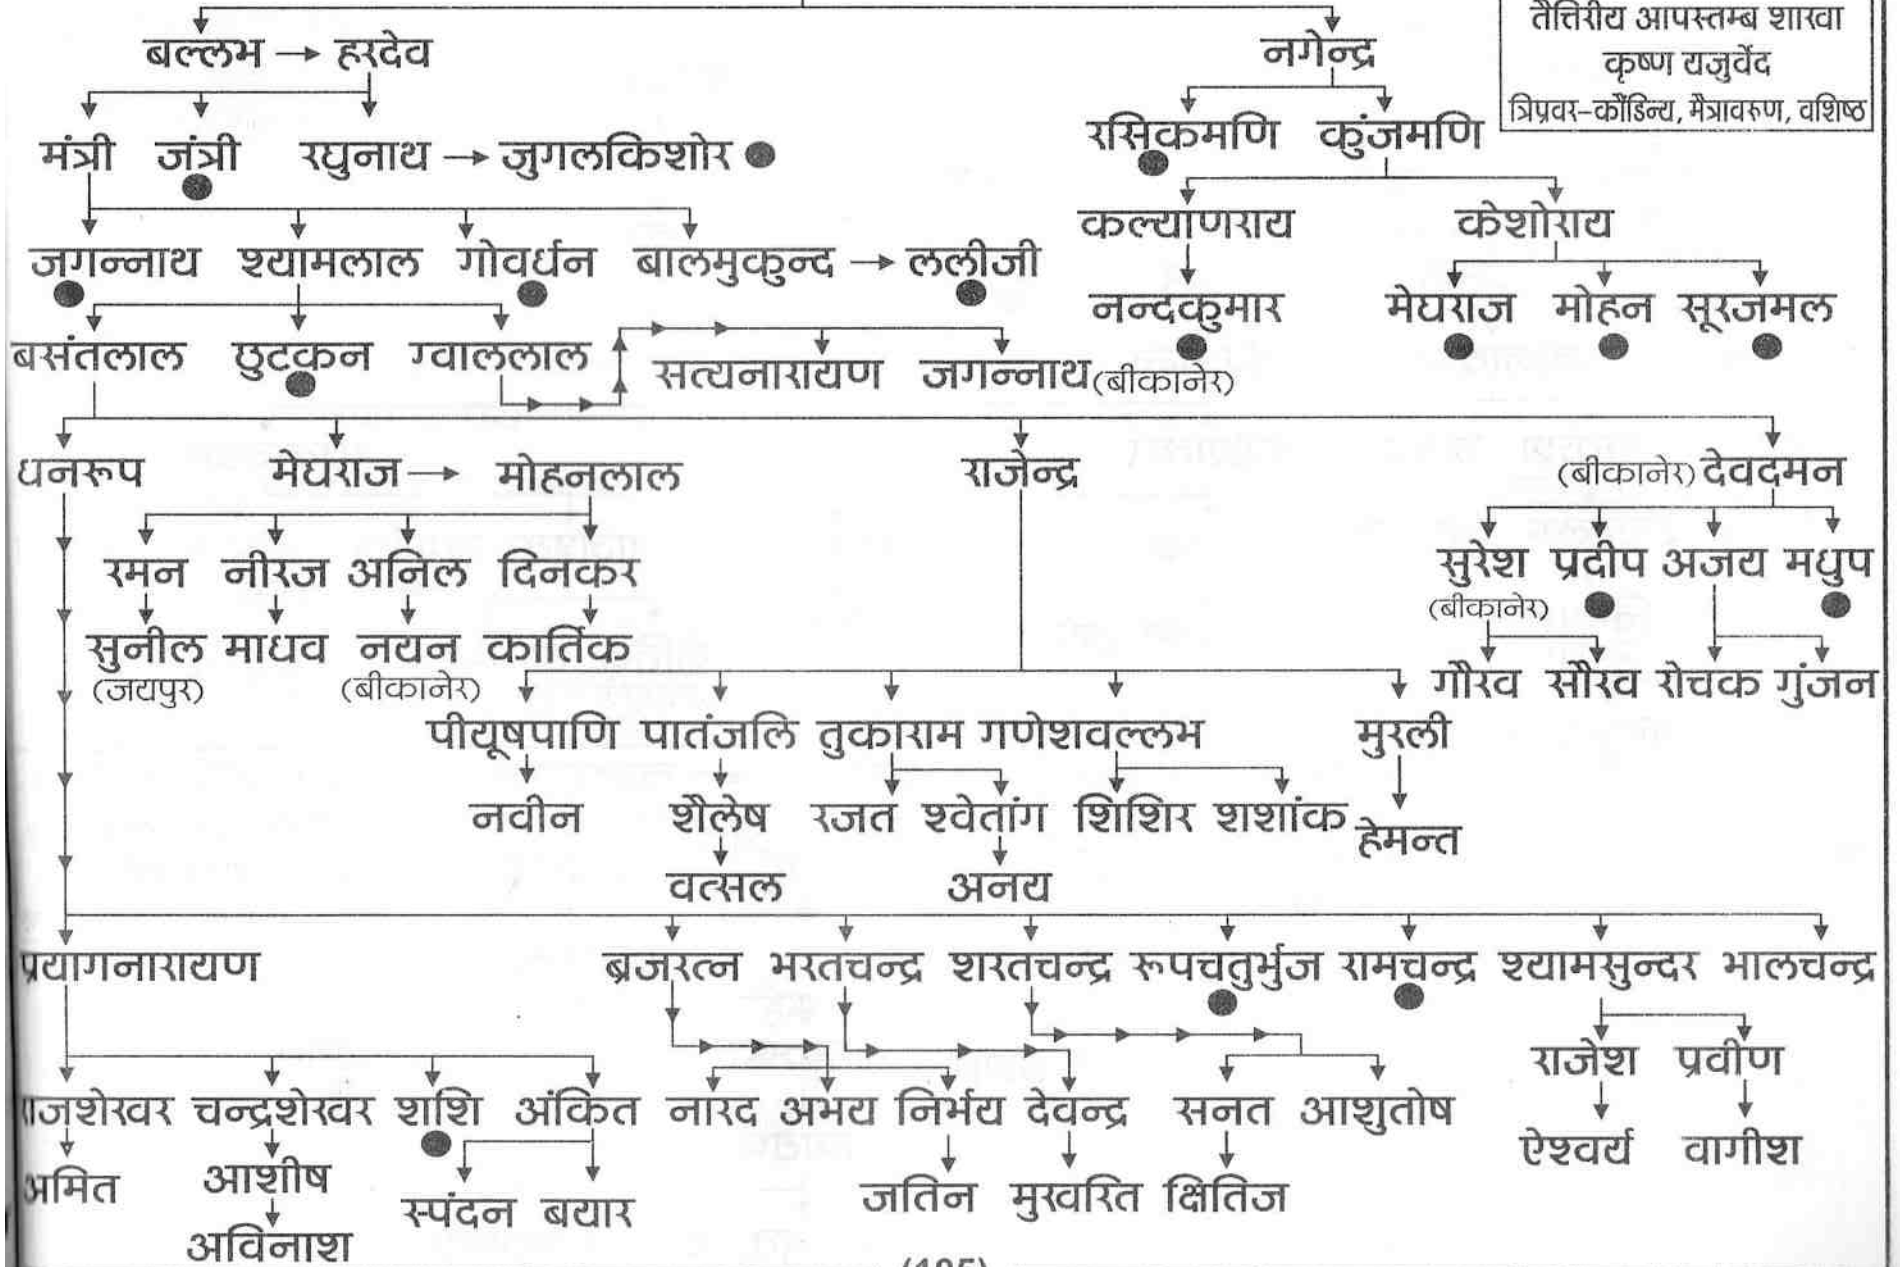 तैत्तिरीय आपस्तम्ब शाखा
कृष्ण यजुर्वेद
त्रिप्रवर-कौंडिन्य, मैत्रावरुण, वशिष्ठ
बल्लभ हरदेव नगेन्द्र
रसिकमणि कुंजमणि
मंत्री जंत्री रघुनाथ जुगलकिशोर
कल्याणराय केशोराय
जगन्नाथ श्यामलाल गोवर्धन बालमुकुन्द ललीजी
नन्दकुमार मेघराज मोहन सूरजमल
बसंतलाल छुटकन ग्वाललाल सत्यनारायण जगन्नाथ (बीकानेर)
धनरूप मेघराज मोहनलाल राजेन्द्र (बीकानेर) देवदमन
रमन नीरज अनिल दिनकर सुरेश प्रदीप अजय मधुप
(बीकानेर)
सुनील माधव नयन कार्तिक
(जयपुर) (बीकानेर)
गौरव सौरव रोचक गुंजन
पीयूषपाणि पातंजलि तुकाराम गणेशवल्लभ मुरली
नवीन शैलेष रजत श्वेतांग शिशिर शशांक हेमन्त
वत्सल अनय
प्रयागनारायण ब्रजरत्न भरतचन्द्र शरतचन्द्र रूपचतुर्भुज रामचन्द्र श्यामसुन्दर भालचन्द्र
राजेश प्रवीण
राजशेखर चन्द्रशेखर शशि अंकित नारद अभय निर्भय देवन्द्र सनत आशुतोष
ऐश्वर्य वागीश
अमित आशीष स्पंदन बयार जतिन मुखरित क्षितिज
अविनाश